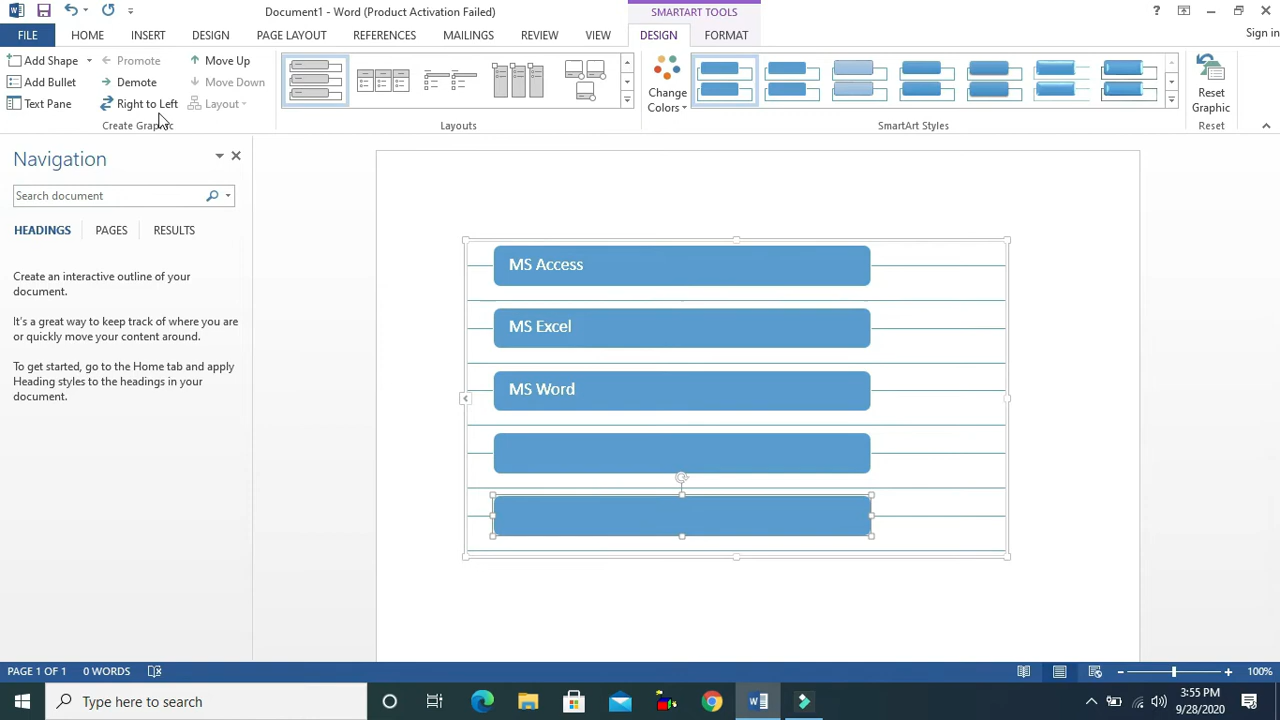 Document1 - Word (Product Activation Failed)
SMARTART TOOLS
?
FILE HOME INSERT DESIGN PAGE LAYOUT REFERENCES MAILINGS REVIEW VIEW DESIGN FORMAT Sign in
Add Shape Promote Move Up
Add Bullet Demote Move Down
Text Pane Right to Left Layout
Create Graphic
Layouts
Change
Colors
SmartArt Styles
Reset
Graphic
Reset
Navigation
Search document
HEADINGS PAGES RESULTS
Create an interactive outline of your
document.
It's a great way to keep track of where you are
or quickly move your content around.
To get started, go to the Home tab and apply
Heading styles to the headings in your
document.
MS Access
MS Excel
MS Word
PAGE 1 OF 1 0 WORDS 100%
Type here to search
3:55 PM
9/28/2020